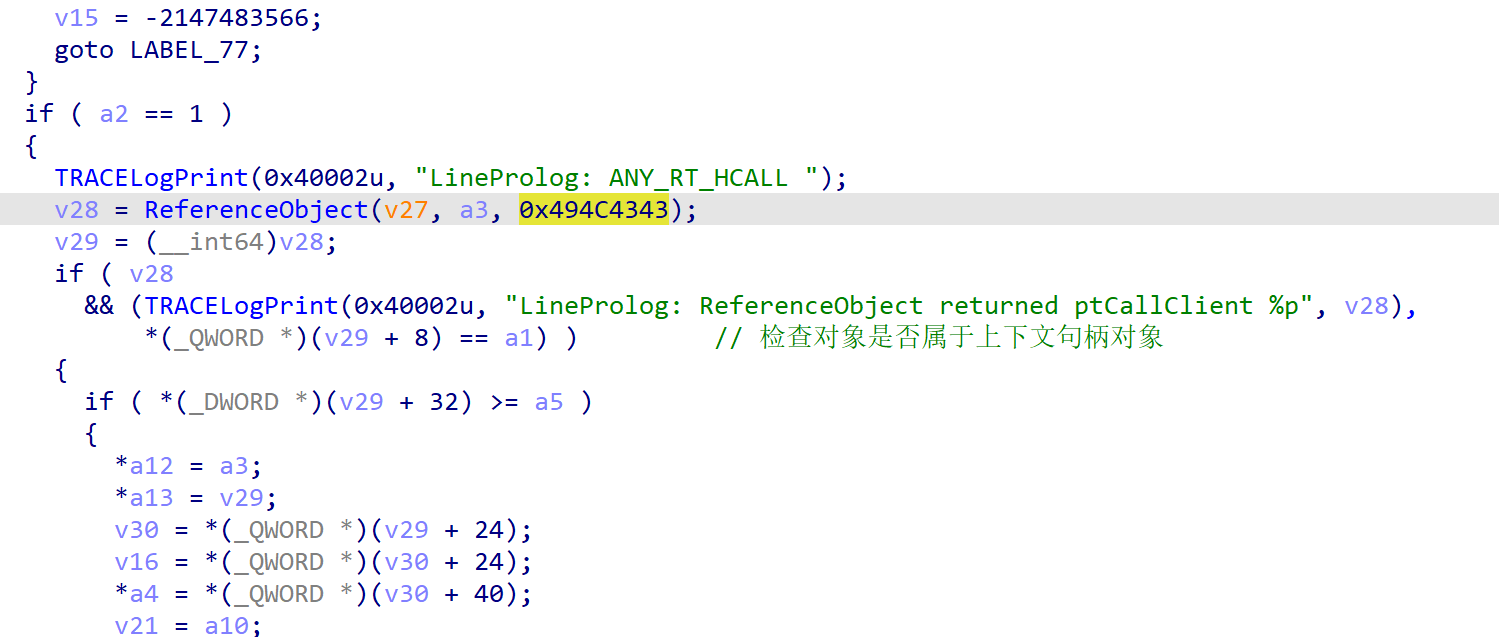 v15 = -2147483566;
goto LABEL_77;
}
if ( a2 == 1 )
{
TRACELogPrint(0x40002u, "LineProlog: ANY_RT_HCALL ");
v28 = ReferenceObject(v27, a3, 0x494C4343);
v29 = (__int64)v28;
if ( v28
&& (TRACELogPrint(0x40002u, "LineProlog: ReferenceObject returned ptCallClient %p", v28),
*(_QWORD *)(v29 + 8) == a1) ) // 检查对象是否属于上下文句柄对象
{
if ( *(_DWORD *)(v29 + 32) >= a5 )
{
*a12 = a3;
*a13 = v29;
v30 = *(_QWORD *)(v29 + 24);
v16 = *(_QWORD *)(v30 + 24);
*a4 = *(_QWORD *)(v30 + 40);
v21 = a10;